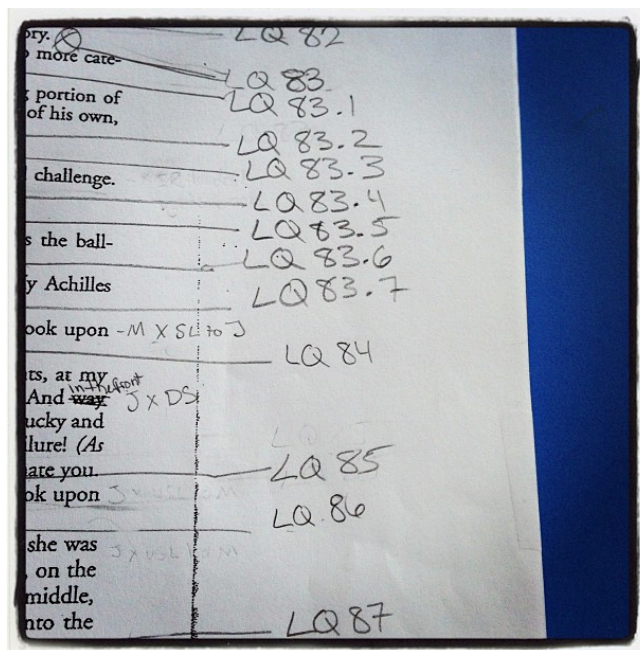 ory. LQ 82
more cate-
LQ 83
portion of LQ 83.1
of his own,
LQ 83.2
LQ 83.3
challenge.
LQ 83.4
LQ 83.5
s the ball-
LQ 83.6
y Achilles LQ 83.7
ook upon -M X SL to J
LQ 84
ts, at my
in the front
And way J X DS
ucky and
lure! (As
ate you. LQ 85
ok upon
LQ 86
she was
, on the
middle,
nto the LQ 87